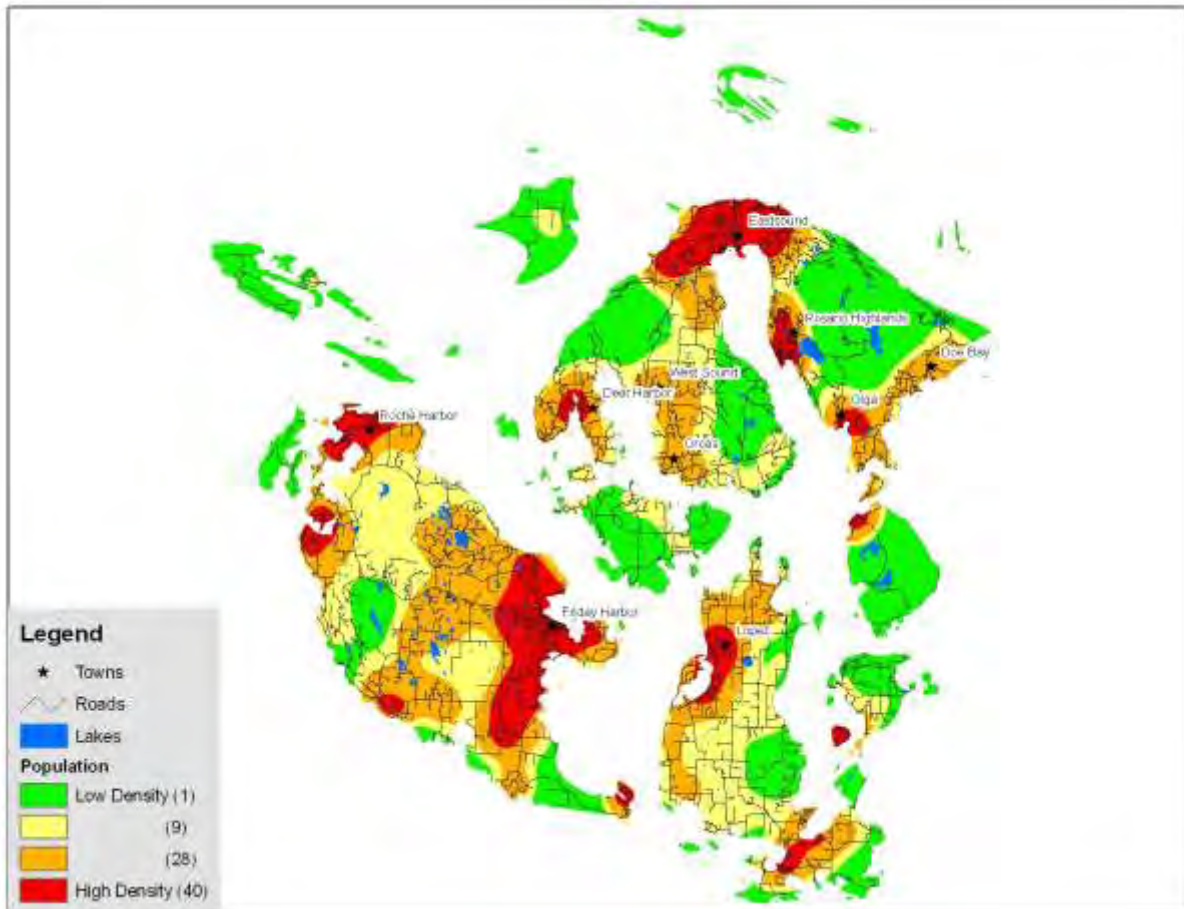 Eastsound
Rosario Highlands
Doe Bay
West Sound
Deer Harbor
Olga
Roche Harbor
Orcas
Friday Harbor
Lopez
Legend
Towns
Roads
Lakes
Population
Low Density (1)
(9)
(28)
High Density (40)